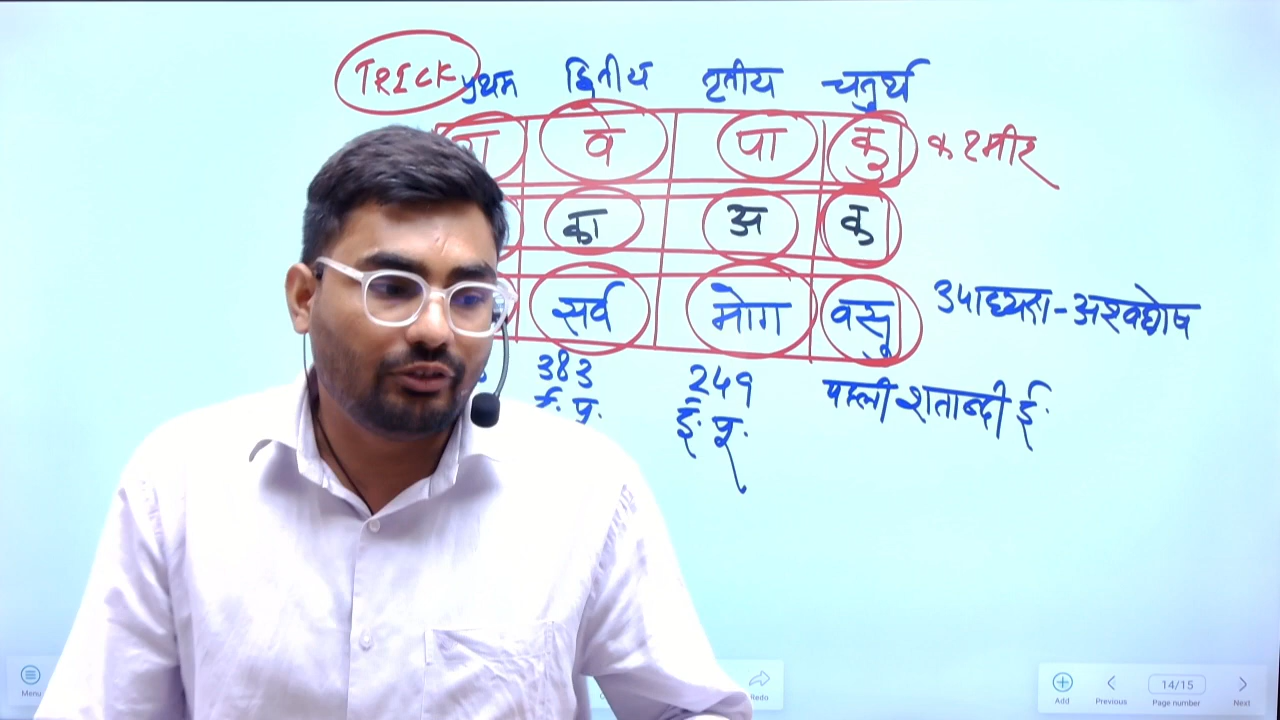 TRICK प्रथम द्वितीय तृतीय चतुर्थ
वे पा कु कश्मीर
का अ क
सर्व मोग वसु उपाध्यक्ष-अश्वघोष
383 249 पहली शताब्दी ई.
ई. पू. ई. पू.
Menu Redo Add Previous 14/15 Page number Next